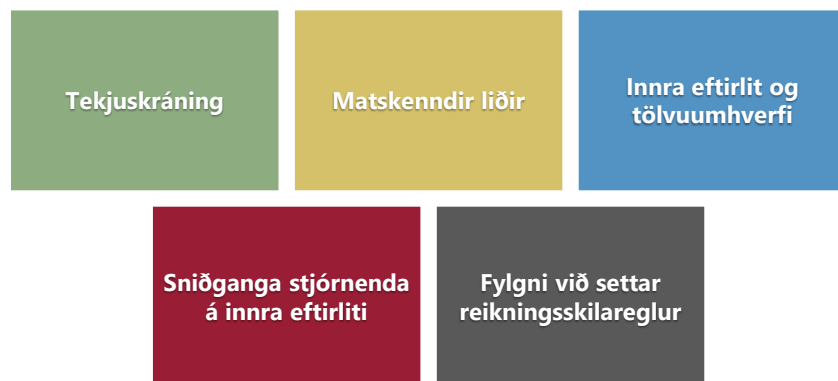 Tekjuskráning
Matskenndir liðir
Innra eftirlit og
tölvuumhverfi
Sniðganga stjórnenda
á innra eftirliti
Fylgni við settar
reikningsskilareglur